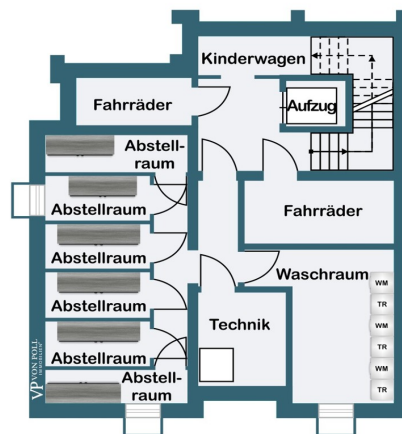 Kinderwagen
Fahrräder
Aufzug
Abstell-
raum
Abstellraum
Fahrräder
Abstellraum
Waschraum
Abstellraum
WM
TR
WM
TR
WM
TR
Technik
Abstellraum
Abstell-
raum
VP VON POLL
IMMOBILIEN